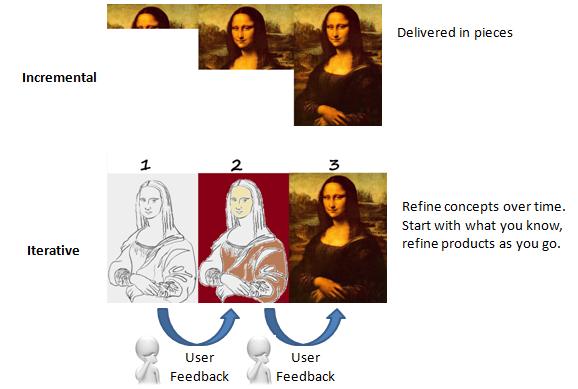 Delivered in pieces
Incremental
1 2 3
Refine concepts over time.
Start with what you know,
refine products as you go.
Iterative
User
Feedback
User
Feedback